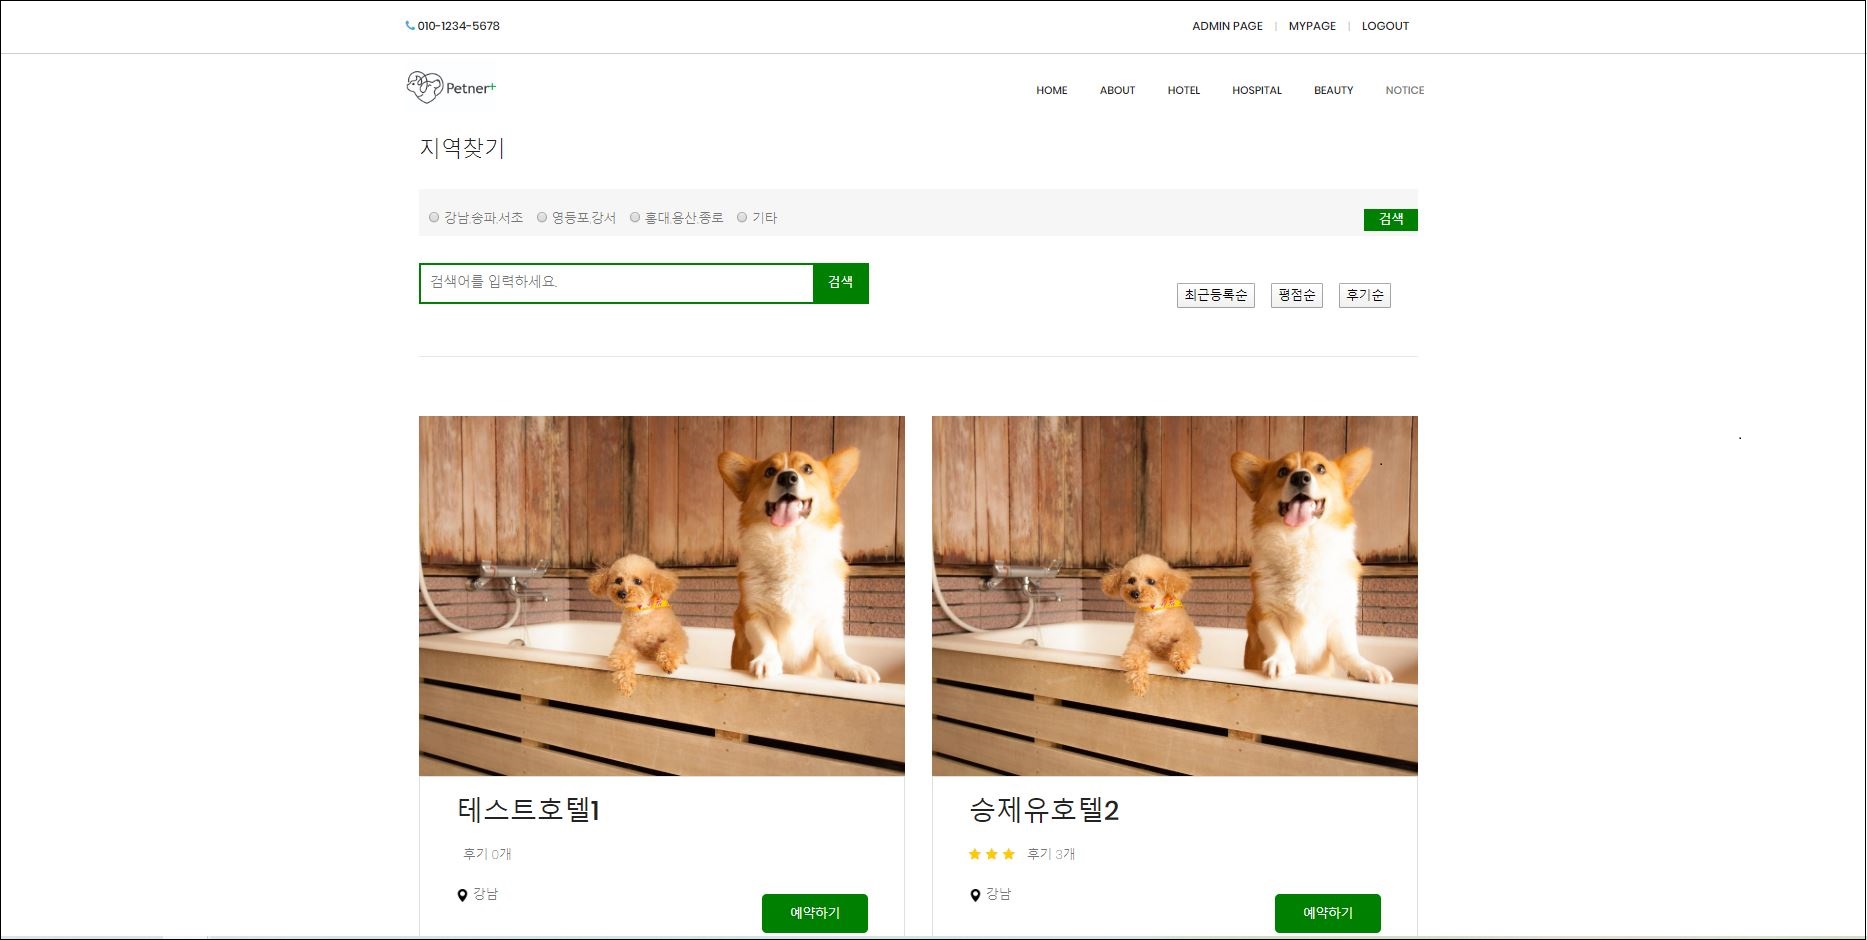 010-1234-5678
ADMIN PAGE | MYPAGE | LOGOUT
Petner+
HOME ABOUT HOTEL HOSPITAL BEAUTY NOTICE
지역찾기
강남.송파.서초 영등포.강서 홍대.용산.종로 기타 검색
검색어를 입력하세요. 검색
최근등록순 평점순 후기순
테스트호텔1
후기 0개
강남
예약하기
승제유호텔2
후기 3개
강남
예약하기